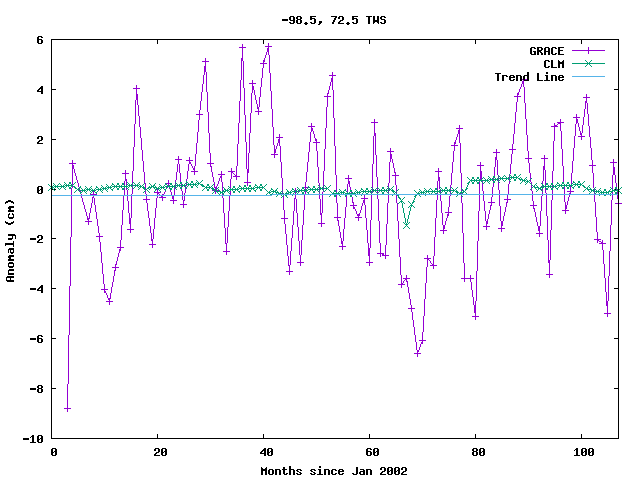 -98.5, 72.5 TWS
GRACE
CLM
Trend Line
6
4
2
0
-2
-4
-6
-8
-10
Anomaly (cm)
0 20 40 60 80 100
Months since Jan 2002